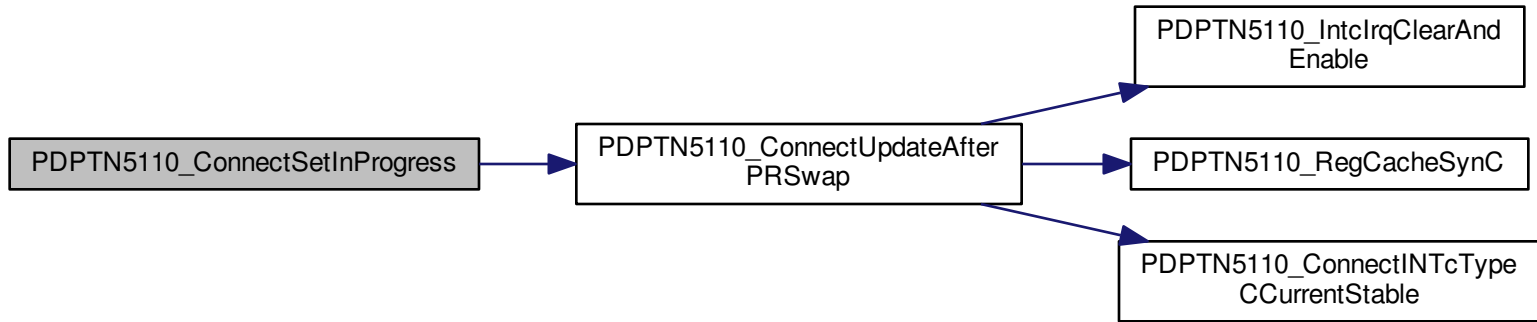 PDPTN5110_ConnectSetInProgress
PDPTN5110_ConnectUpdateAfter
PRSwap
PDPTN5110_IntcIrqClearAnd
Enable
PDPTN5110_RegCacheSynC
PDPTN5110_ConnectINTcType
CCurrentStable